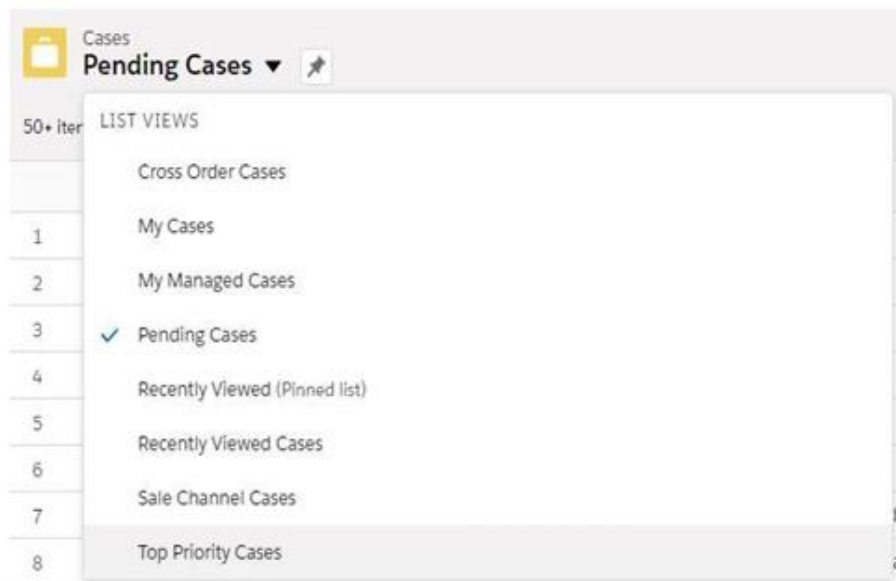 Cases
Pending Cases
50+ iter
LIST VIEWS
Cross Order Cases
My Cases
My Managed Cases
Pending Cases
Recently Viewed (Pinned list)
Recently Viewed Cases
Sale Channel Cases
Top Priority Cases
1
2
3
4
5
6
7
8